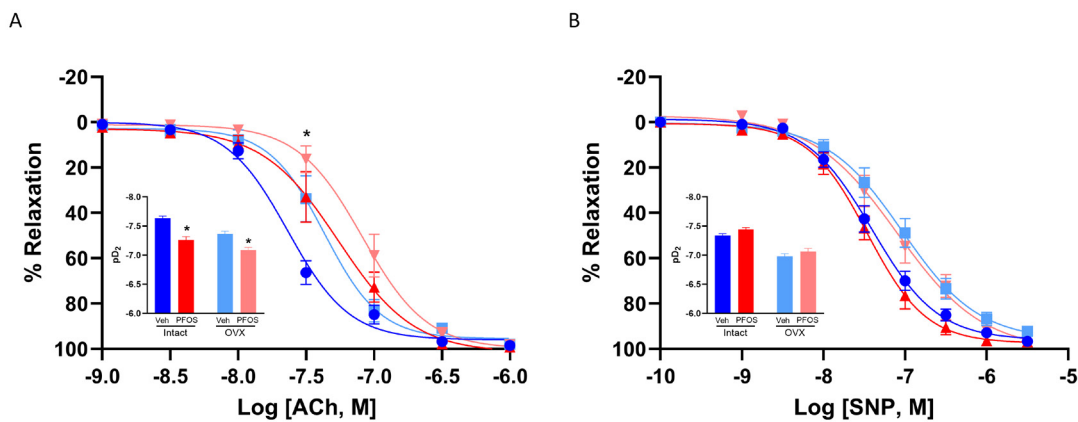 A
B
-20
0
20
40
60
80
100
% Relaxation
*
-9.0 -8.5 -8.0 -7.5 -7.0 -6.5 -6.0
Log [ACh, M]
-8.0
-7.5
-7.0
-6.5
-6.0
pD2
*
*
Veh PFOS Veh PFOS
Intact OVX
-20
0
20
40
60
80
100
% Relaxation
-10 -9 -8 -7 -6 -5
Log [SNP, M]
-8.0
-7.5
-7.0
-6.5
-6.0
pD2
Veh PFOS Veh PFOS
Intact OVX